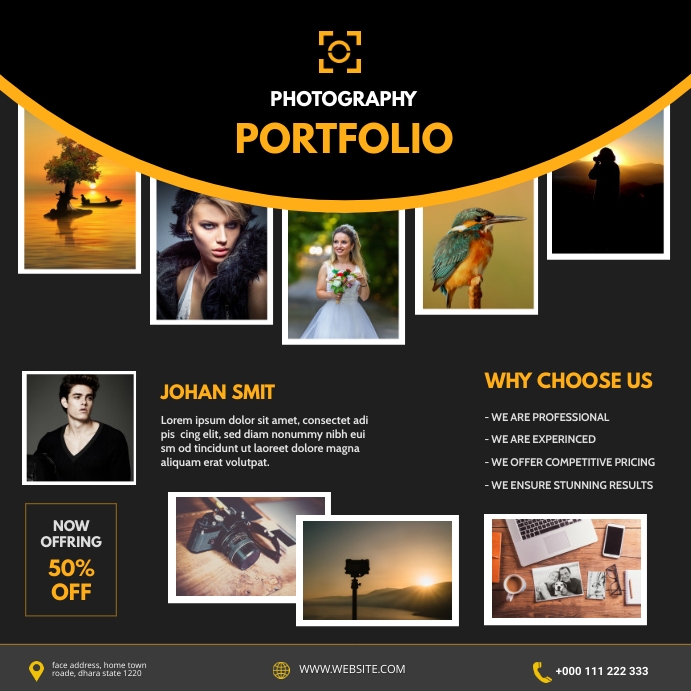 PHOTOGRAPHY
PORTFOLIO
JOHAN SMIT
Lorem ipsum dolor sit amet, consectet adi
pis cing elit, sed diam nonummy nibh eui
sm od tincidunt ut laoreet dolore magna
aliquam erat volutpat.
WHY CHOOSE US
- WE ARE PROFESSIONAL
- WE ARE EXPERINCED
- WE OFFER COMPETITIVE PRICING
- WE ENSURE STUNNING RESULTS
NOW
OFFRING
50%
OFF
face address, home town
roade, dhara state 1220
WWW.WEBSITE.COM
+000 111 222 333